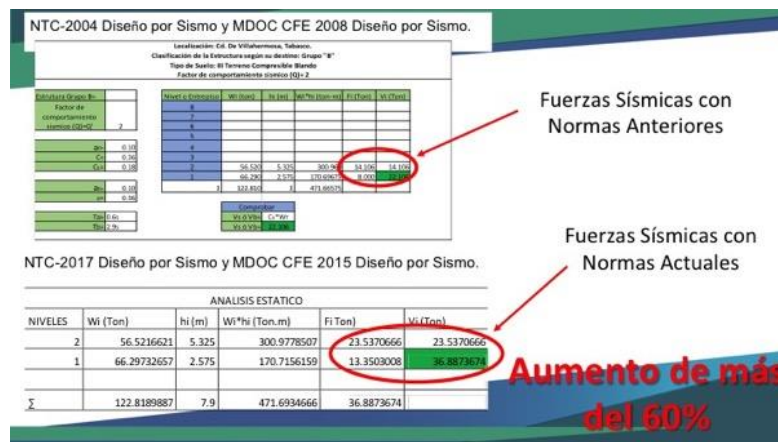 NTC-2004 Diseño por Sismo y MDOC CFE 2008 Diseño por Sismo.
Localización: Cd. De Villahermosa, Tabasco.
Clasificación de la Estructura según su destino: Grupo "B"
Tipo de Suelo: III Terreno Compresible Blando
Factor de comportamiento sísmico (Q)= 2
Estrutura Grupo B=
Factor de
comportamiento
sísmico (Q)=Q' 2
Nivel o Entrepiso Wi (ton) hi (m) Wi*hi (ton-m) Fi (Ton) Vi (Ton)
8
7
6
5
4
3
2 56.520 5.325 14.106 14.106
1 66.290 2.575 170.69675 8.000
122.810 471.66575
0.10
C= 0.36
0.18
0.10
0.36
0.6s
2.9s
Comprobar
Fuerzas Sísmicas con
Normas Anteriores
NTC-2017 Diseño por Sismo y MDOC CFE 2015 Diseño por Sismo.
Fuerzas Sísmicas con
Normas Actuales
ANALISIS ESTATICO
NIVELES Wi (Ton) hi (m) Wi*hi (Ton.m) Fi Ton) Vi (Ton)
2 56.5216621 5.325 300.9778507 23.5370666 23.5370666
1 66.29732657 2.575 170.7156159 13.3503008 36.8873674
Σ 122.8189887 7.9 471.6934666 36.8873674
Aumento de más
del 60%